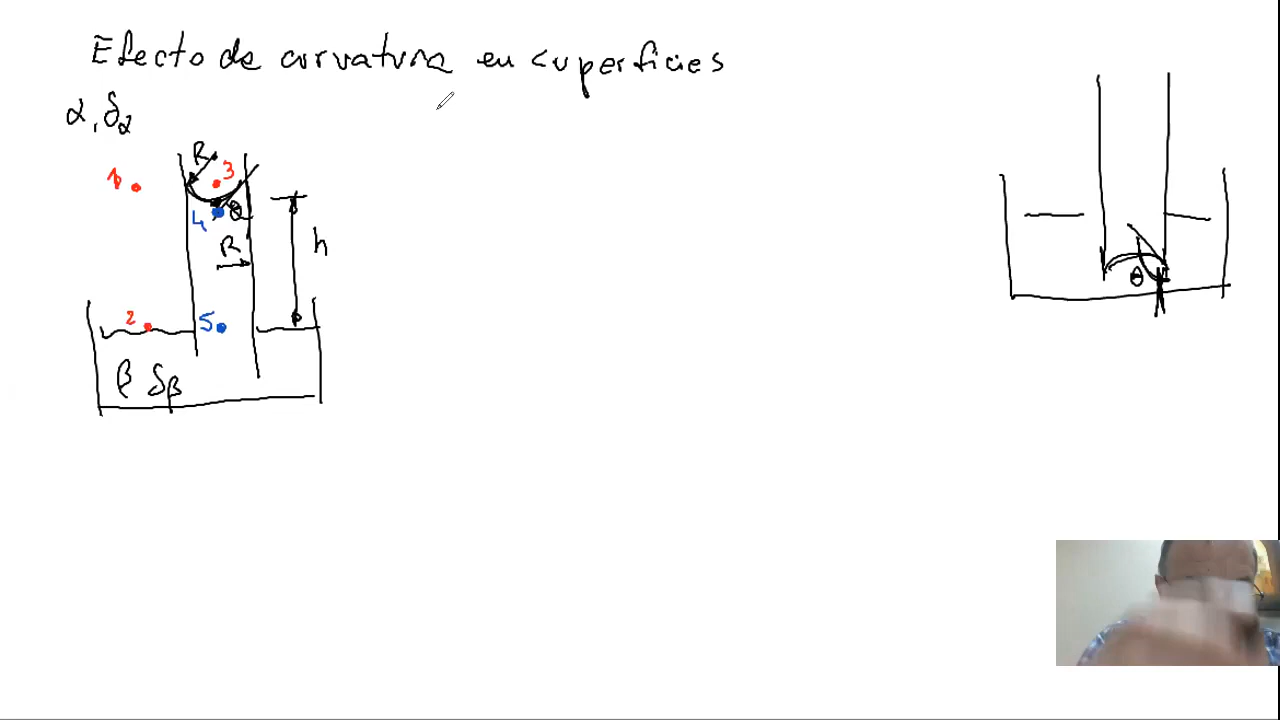 Efecto de curvatura en superficies
α, δα
R
1
3
4
θ
R
h
2
5
β δβ
θ